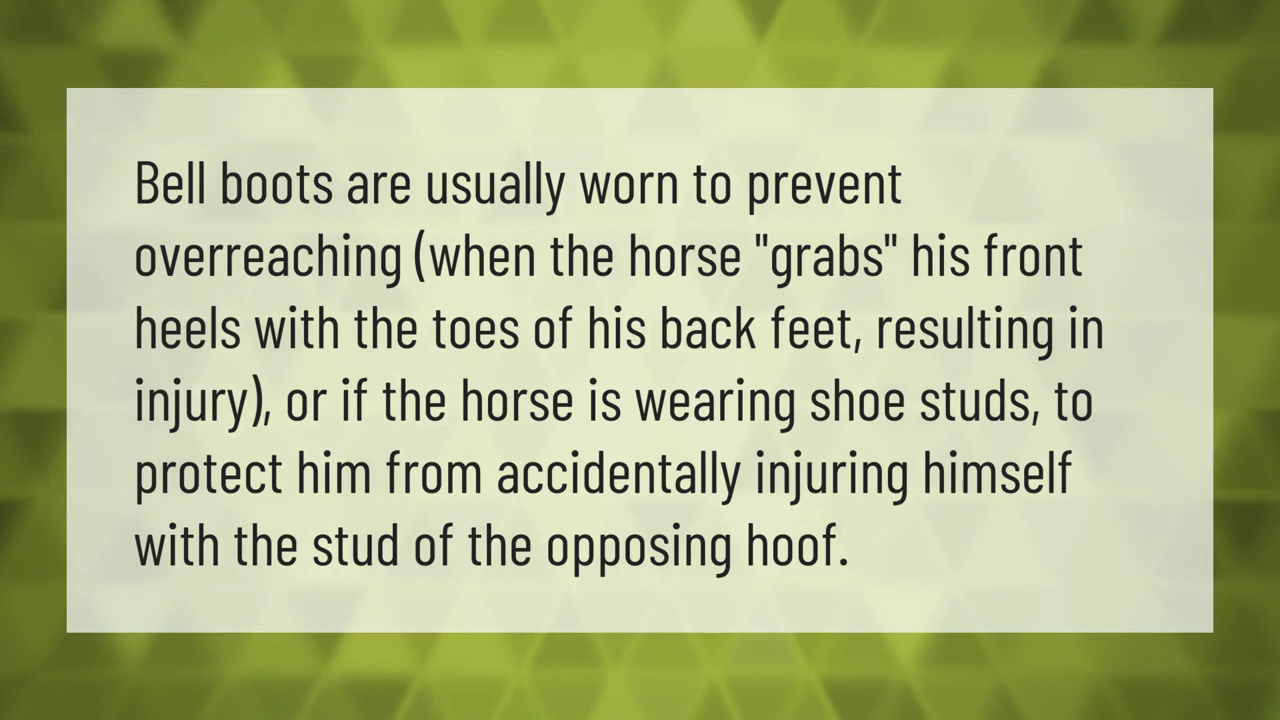 Bell boots are usually worn to prevent
overreaching (when the horse "grabs" his front
heels with the toes of his back feet, resulting in
injury), or if the horse is wearing shoe studs, to
protect him from accidentally injuring himself
with the stud of the opposing hoof.